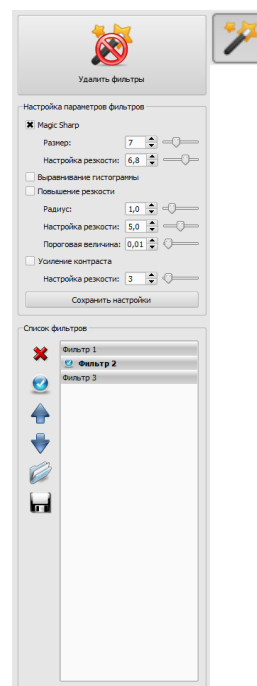 Удалить фильтры
Настройка параметров фильтров
Magic Sharp
Размер: 7
Настройка резкости: 6,8
Выравнивание гистограммы
Повышение резкости
Радиус: 1,0
Настройка резкости: 5,0
Пороговая величина: 0,01
Усиление контраста
Настройка резкости: 3
Сохранить настройки
Список фильтров
Фильтр 1
Фильтр 2
Фильтр 3